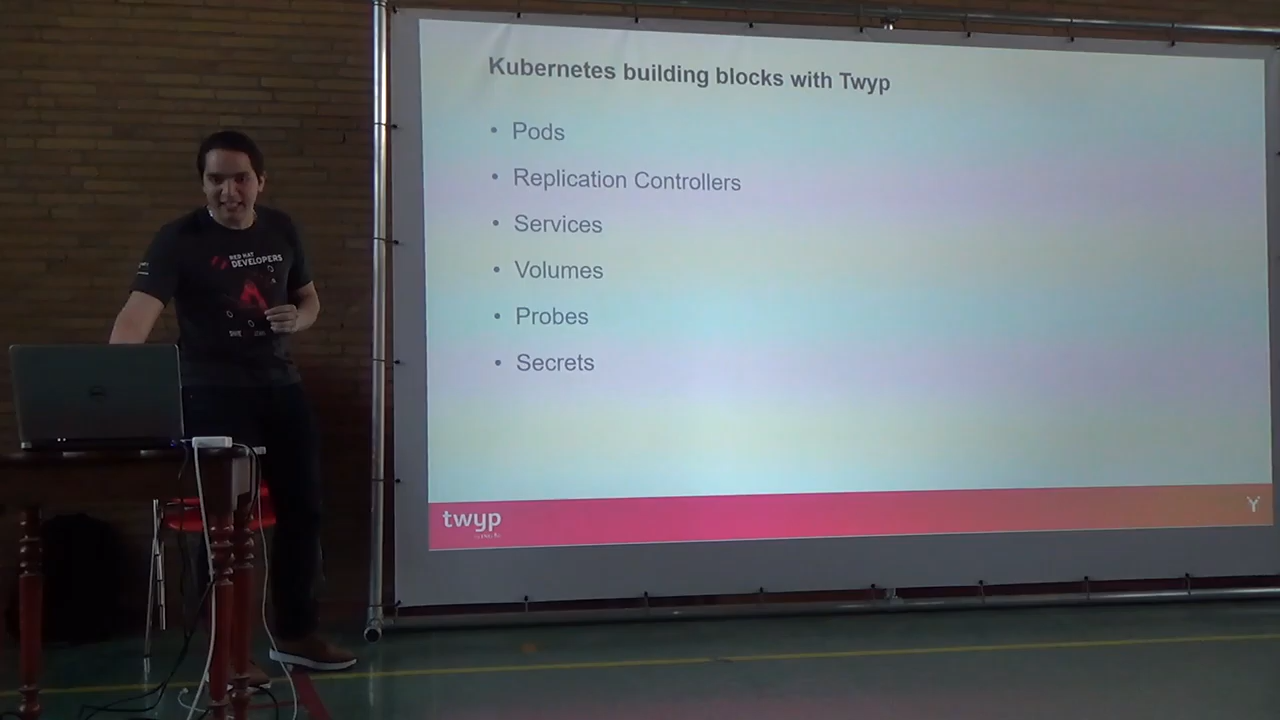 Kubernetes building blocks with Twyp
• Pods
• Replication Controllers
• Services
• Volumes
• Probes
• Secrets
twyp
RED HAT
DEVELOPERS